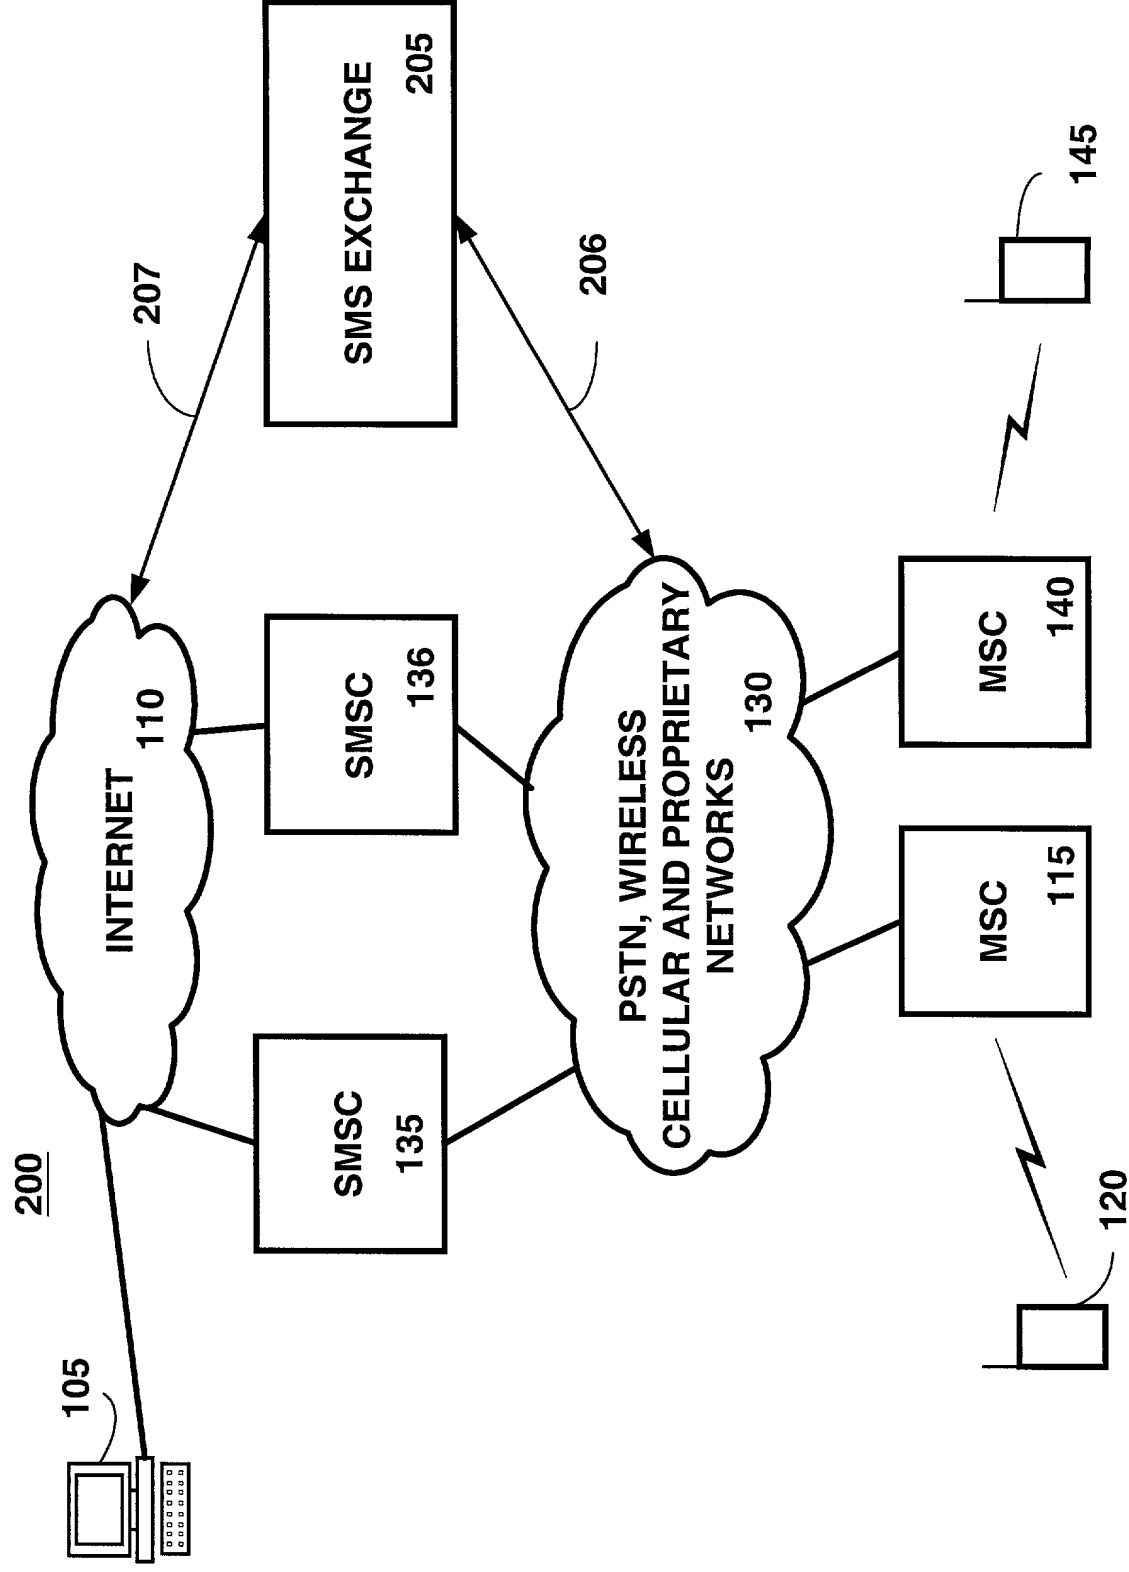 200
105
INTERNET
110
207
SMSC
135
SMSC
136
SMS EXCHANGE
205
206
PSTN, WIRELESS
CELLULAR AND PROPRIETARY
NETWORKS
130
MSC
115
MSC
140
120
145